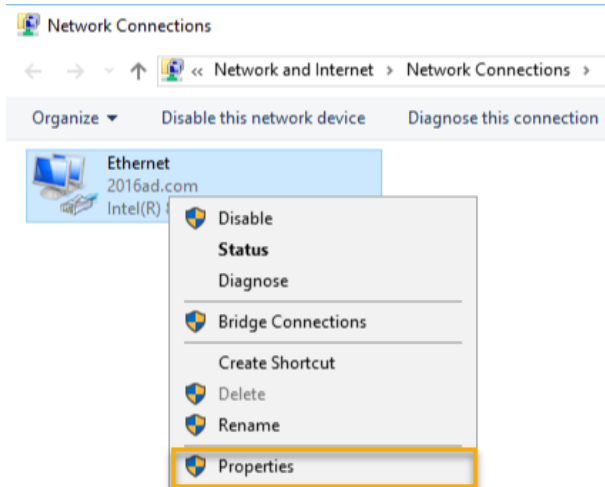 Network Connections
« Network and Internet > Network Connections >
Organize Disable this network device Diagnose this connection
Ethernet
2016ad.com
Intel(R)
Disable
Status
Diagnose
Bridge Connections
Create Shortcut
Delete
Rename
Properties